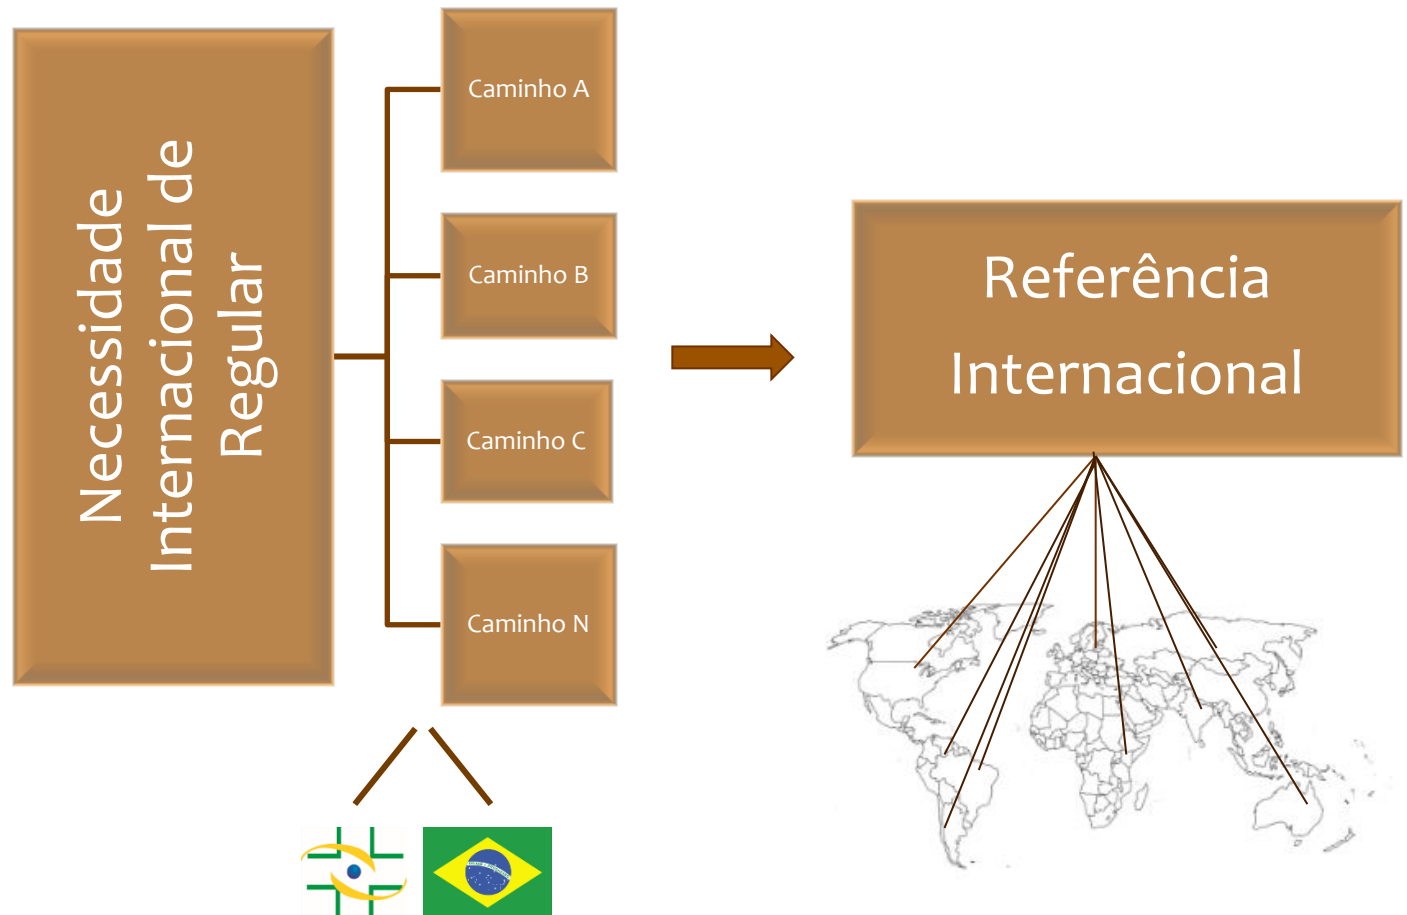 Necessidade
Internacional de
Regular
Caminho A
Caminho B
Caminho C
Caminho N
Referência
Internacional